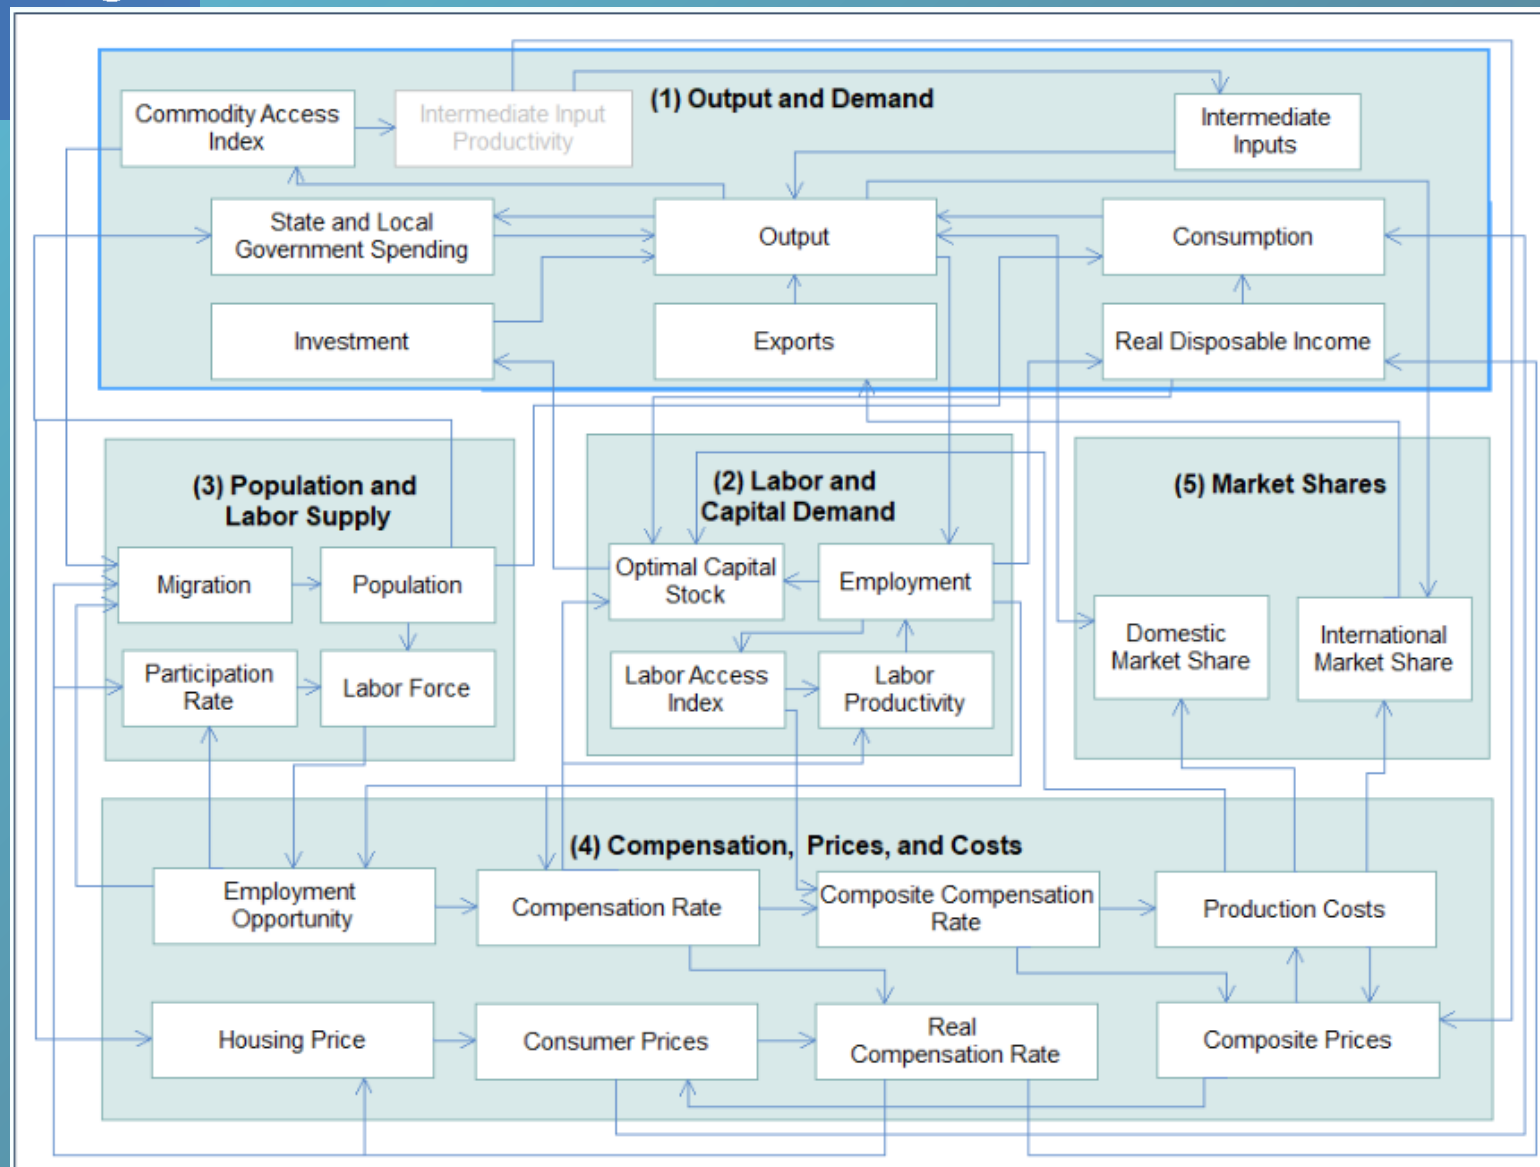 (1) Output and Demand
Commodity Access
Index
Intermediate Input
Productivity
Intermediate
Inputs
State and Local
Government Spending
Output
Consumption
Investment
Exports
Real Disposable Income
(3) Population and
Labor Supply
Migration
Population
Participation
Rate
Labor Force
(2) Labor and
Capital Demand
Optimal Capital
Stock
Employment
Labor Access
Index
Labor
Productivity
(5) Market Shares
Domestic
Market Share
International
Market Share
(4) Compensation, Prices, and Costs
Employment
Opportunity
Compensation Rate
Composite Compensation
Rate
Production Costs
Housing Price
Consumer Prices
Real
Compensation Rate
Composite Prices